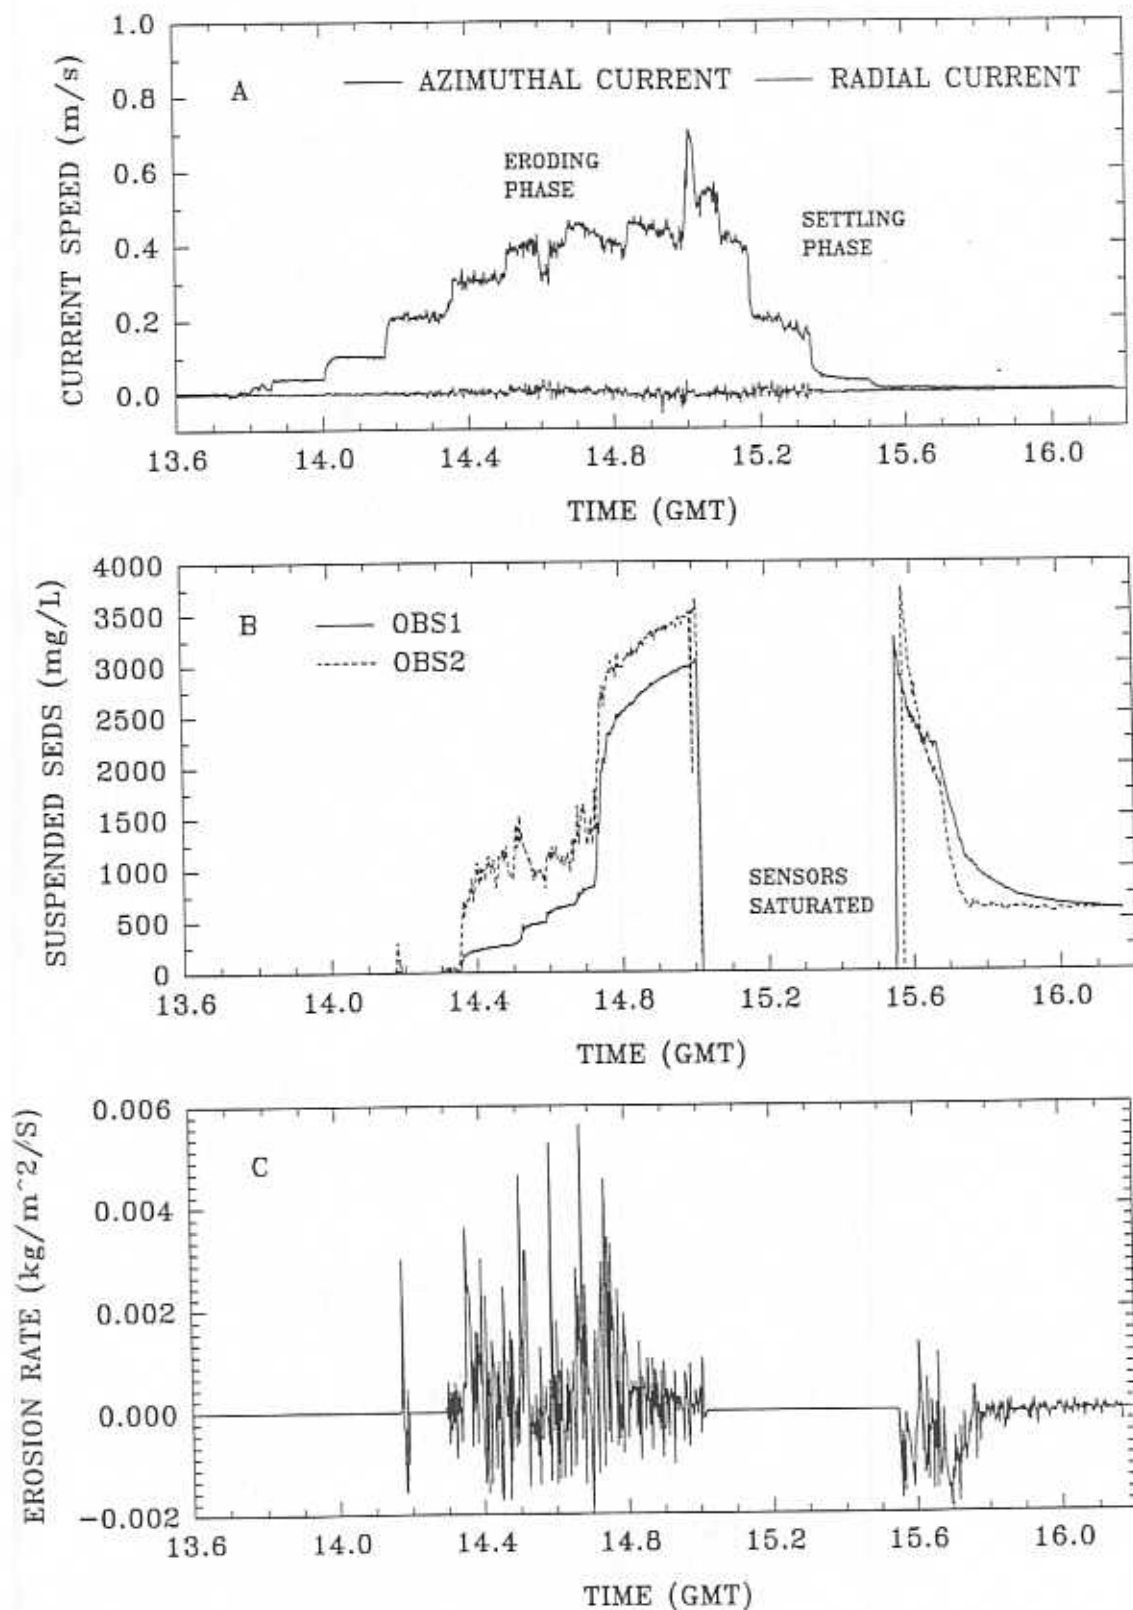 1.0
0.8
0.6
0.4
0.2
0.0
CURRENT SPEED (m/s)
A
AZIMUTHAL CURRENT
RADIAL CURRENT
ERODING
PHASE
SETTLING
PHASE
13.6 14.0 14.4 14.8 15.2 15.6 16.0
TIME (GMT)
4000
3500
3000
2500
2000
1500
1000
500
0
SUSPENDED SEDS (mg/L)
B
OBS1
OBS2
SENSORS
SATURATED
13.6 14.0 14.4 14.8 15.2 15.6 16.0
TIME (GMT)
0.006
0.004
0.002
0.000
-0.002
EROSION RATE (kg/m^2/S)
C
13.6 14.0 14.4 14.8 15.2 15.6 16.0
TIME (GMT)